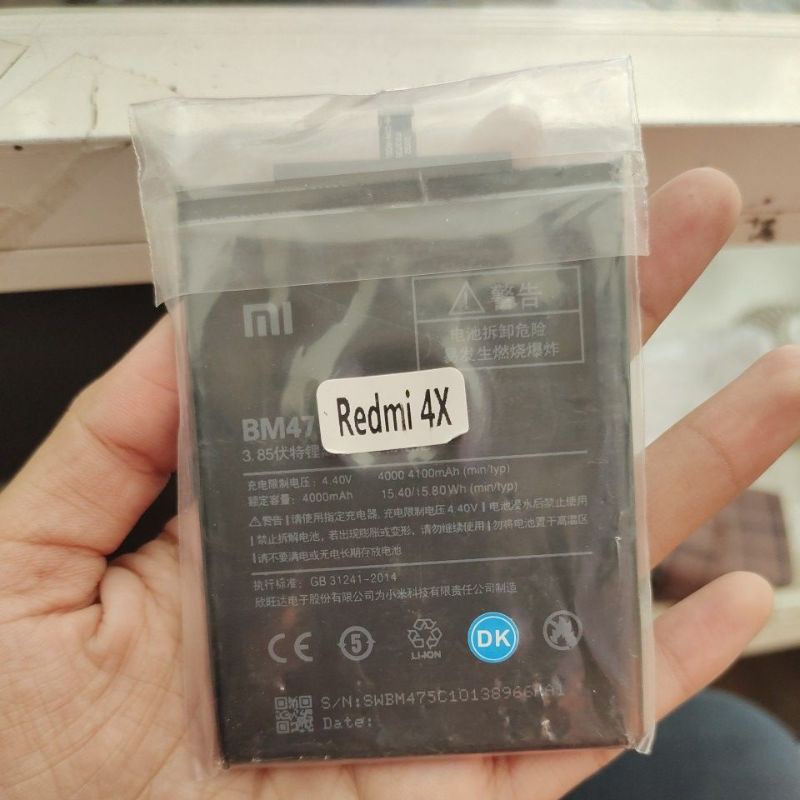 mi
警告
电池拆卸危险
易发生燃烧爆炸
BM47
Redmi 4X
3.85伏特锂
充电限制电压：4.40V 4000 4100mAh (min/typ)
额定容量：4000mAh 15.40/15.80Wh (min/typ)
⚠警告|请使用指定充电器, 充电限制电压4.40V|电池浸水后禁止使用
|禁止拆解电池, 若出现膨胀或变形, 请勿继续使用|勿将电池置于高温区
|请不要满电或无电长期存放电池
执行标准：GB 31241-2014
欣旺达电子股份有限公司为小米科技有限责任公司制造
CE 5 LI-ION DK
S/N:SWBM475C10138966
Date: